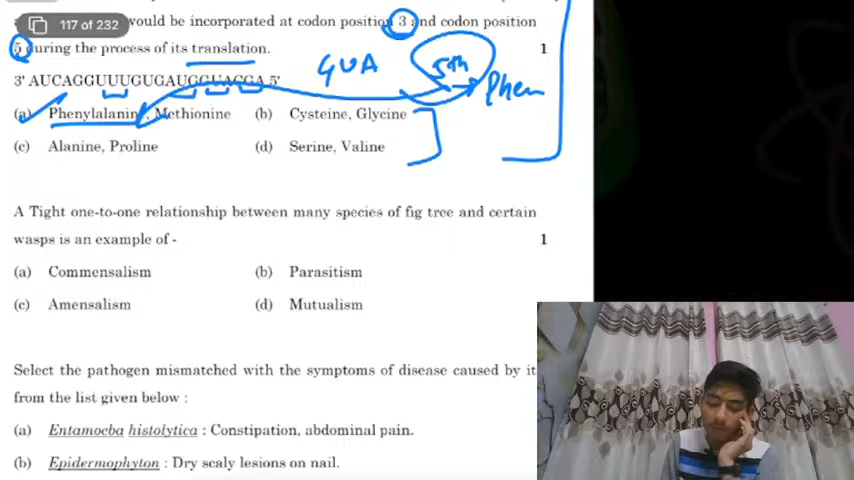 117 of 232
would be incorporated at codon position 3 and codon position
5 during the process of its translation.
1
3' AUCAGGUUUGUGAUGGUACGA 5'
GUA
5th
Phen
(a) Phenylalanine, Methionine
(b) Cysteine, Glycine
(c) Alanine, Proline
(d) Serine, Valine
A Tight one-to-one relationship between many species of fig tree and certain
wasps is an example of -
1
(a) Commensalism
(b) Parasitism
(c) Amensalism
(d) Mutualism
Select the pathogen mismatched with the symptoms of disease caused by it
from the list given below :
(a) Entamoeba histolytica : Constipation, abdominal pain.
(b) Epidermophyton : Dry scaly lesions on nail.